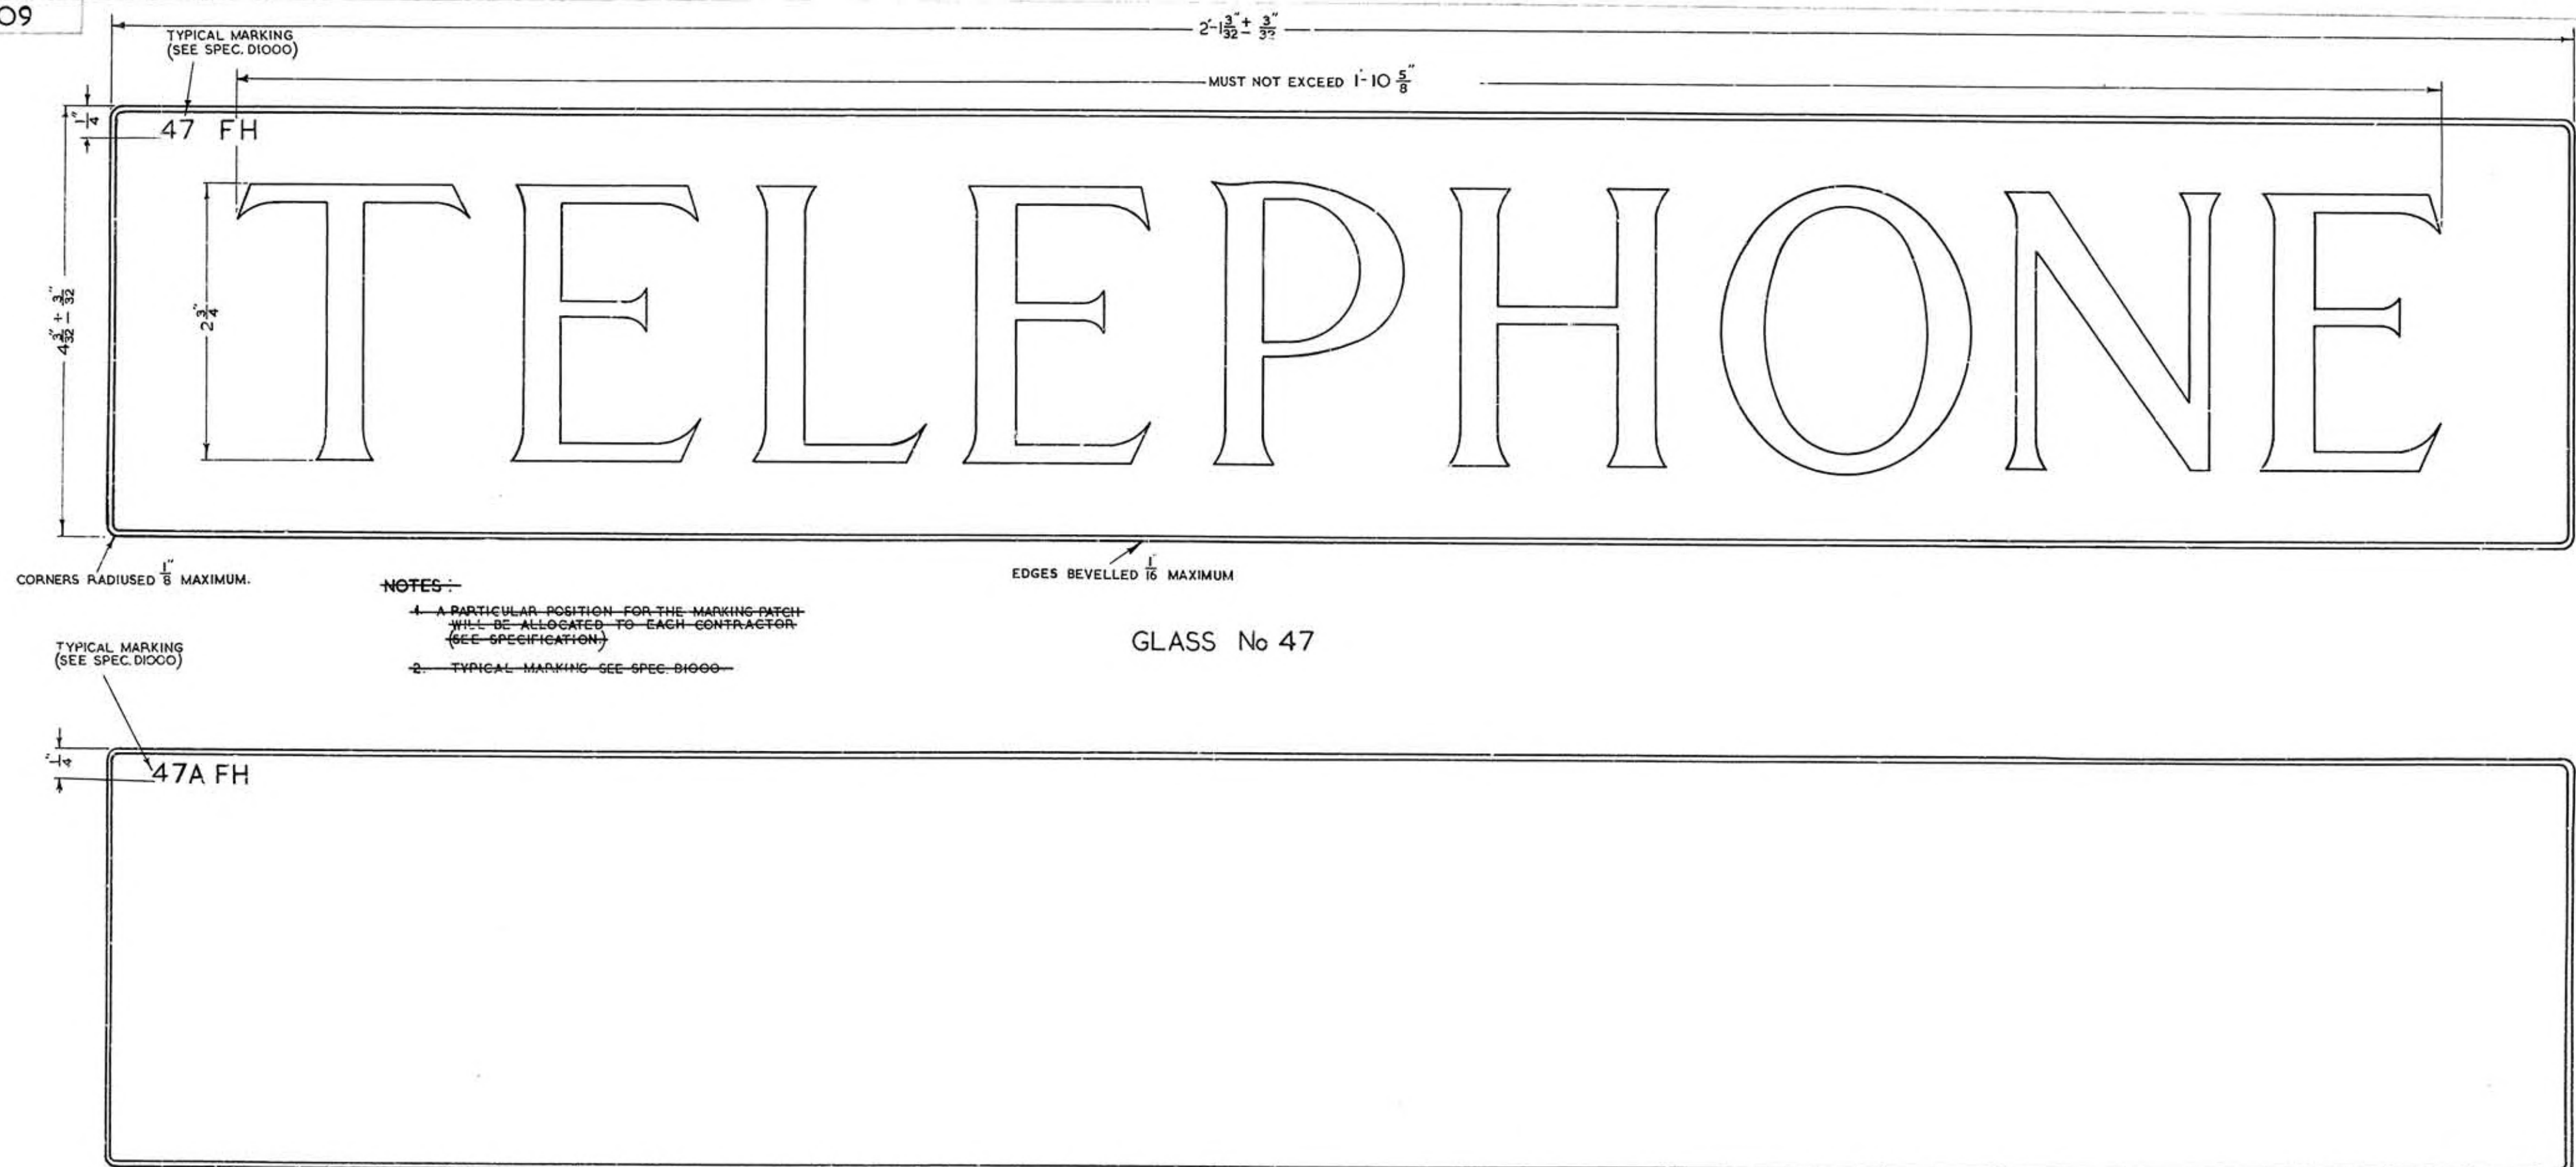 09
2'-1 3/32" ± 3/32"
TYPICAL MARKING
(SEE SPEC. D1000)
MUST NOT EXCEED 1'-10 5/8"
1/4"
47 FH
TELEPHONE
2 3/4"
4 3/32" ± 3/32"
CORNERS RADIUSED 1/8" MAXIMUM.
EDGES BEVELLED 1/16 MAXIMUM
NOTES:
1. A PARTICULAR POSITION FOR THE MARKING PATCH
WILL BE ALLOCATED TO EACH CONTRACTOR
(SEE SPECIFICATION.)
2. TYPICAL MARKING SEE SPEC. D1000
GLASS No 47
TYPICAL MARKING
(SEE SPEC. D1000)
1/4"
47A FH